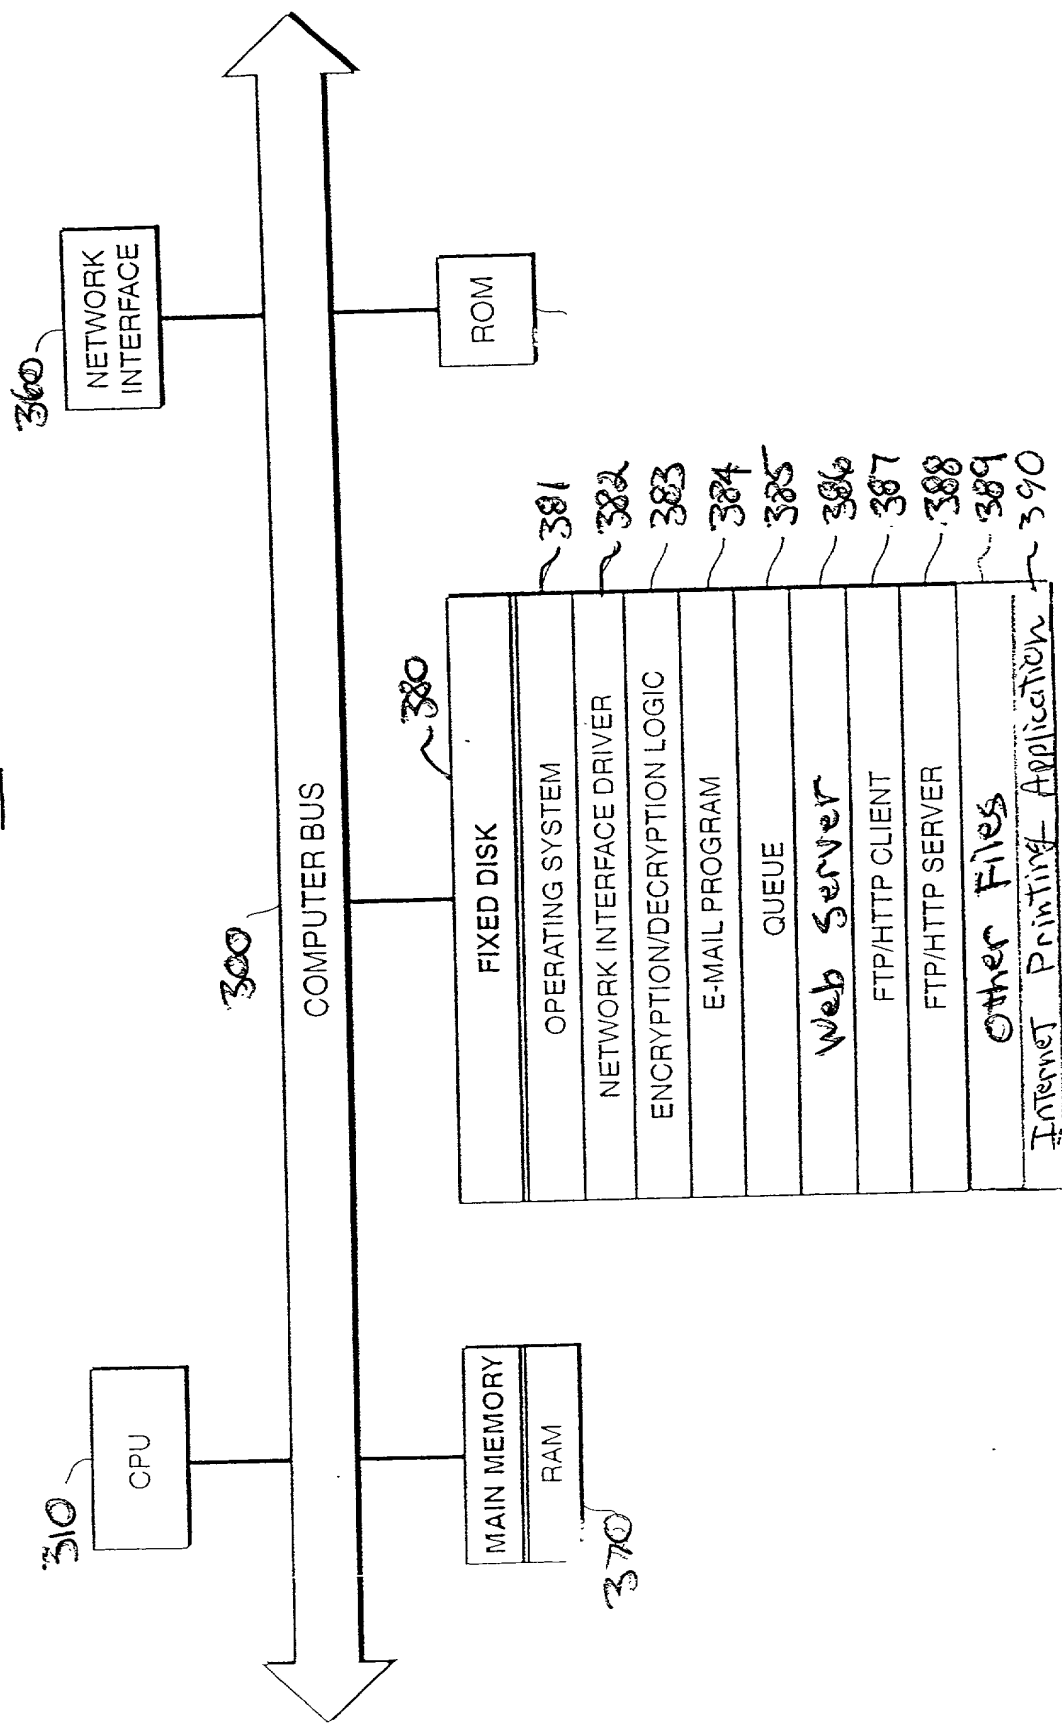 360
NETWORK
INTERFACE
310
CPU
300
COMPUTER BUS
ROM
380
MAIN MEMORY
RAM
370
FIXED DISK
OPERATING SYSTEM 381
NETWORK INTERFACE DRIVER 382
ENCRYPTION/DECRYPTION LOGIC 383
E-MAIL PROGRAM 384
QUEUE 385
Web Server 386
FTP/HTTP CLIENT 387
FTP/HTTP SERVER 388
Other Files 389
Internet Printing Application 390